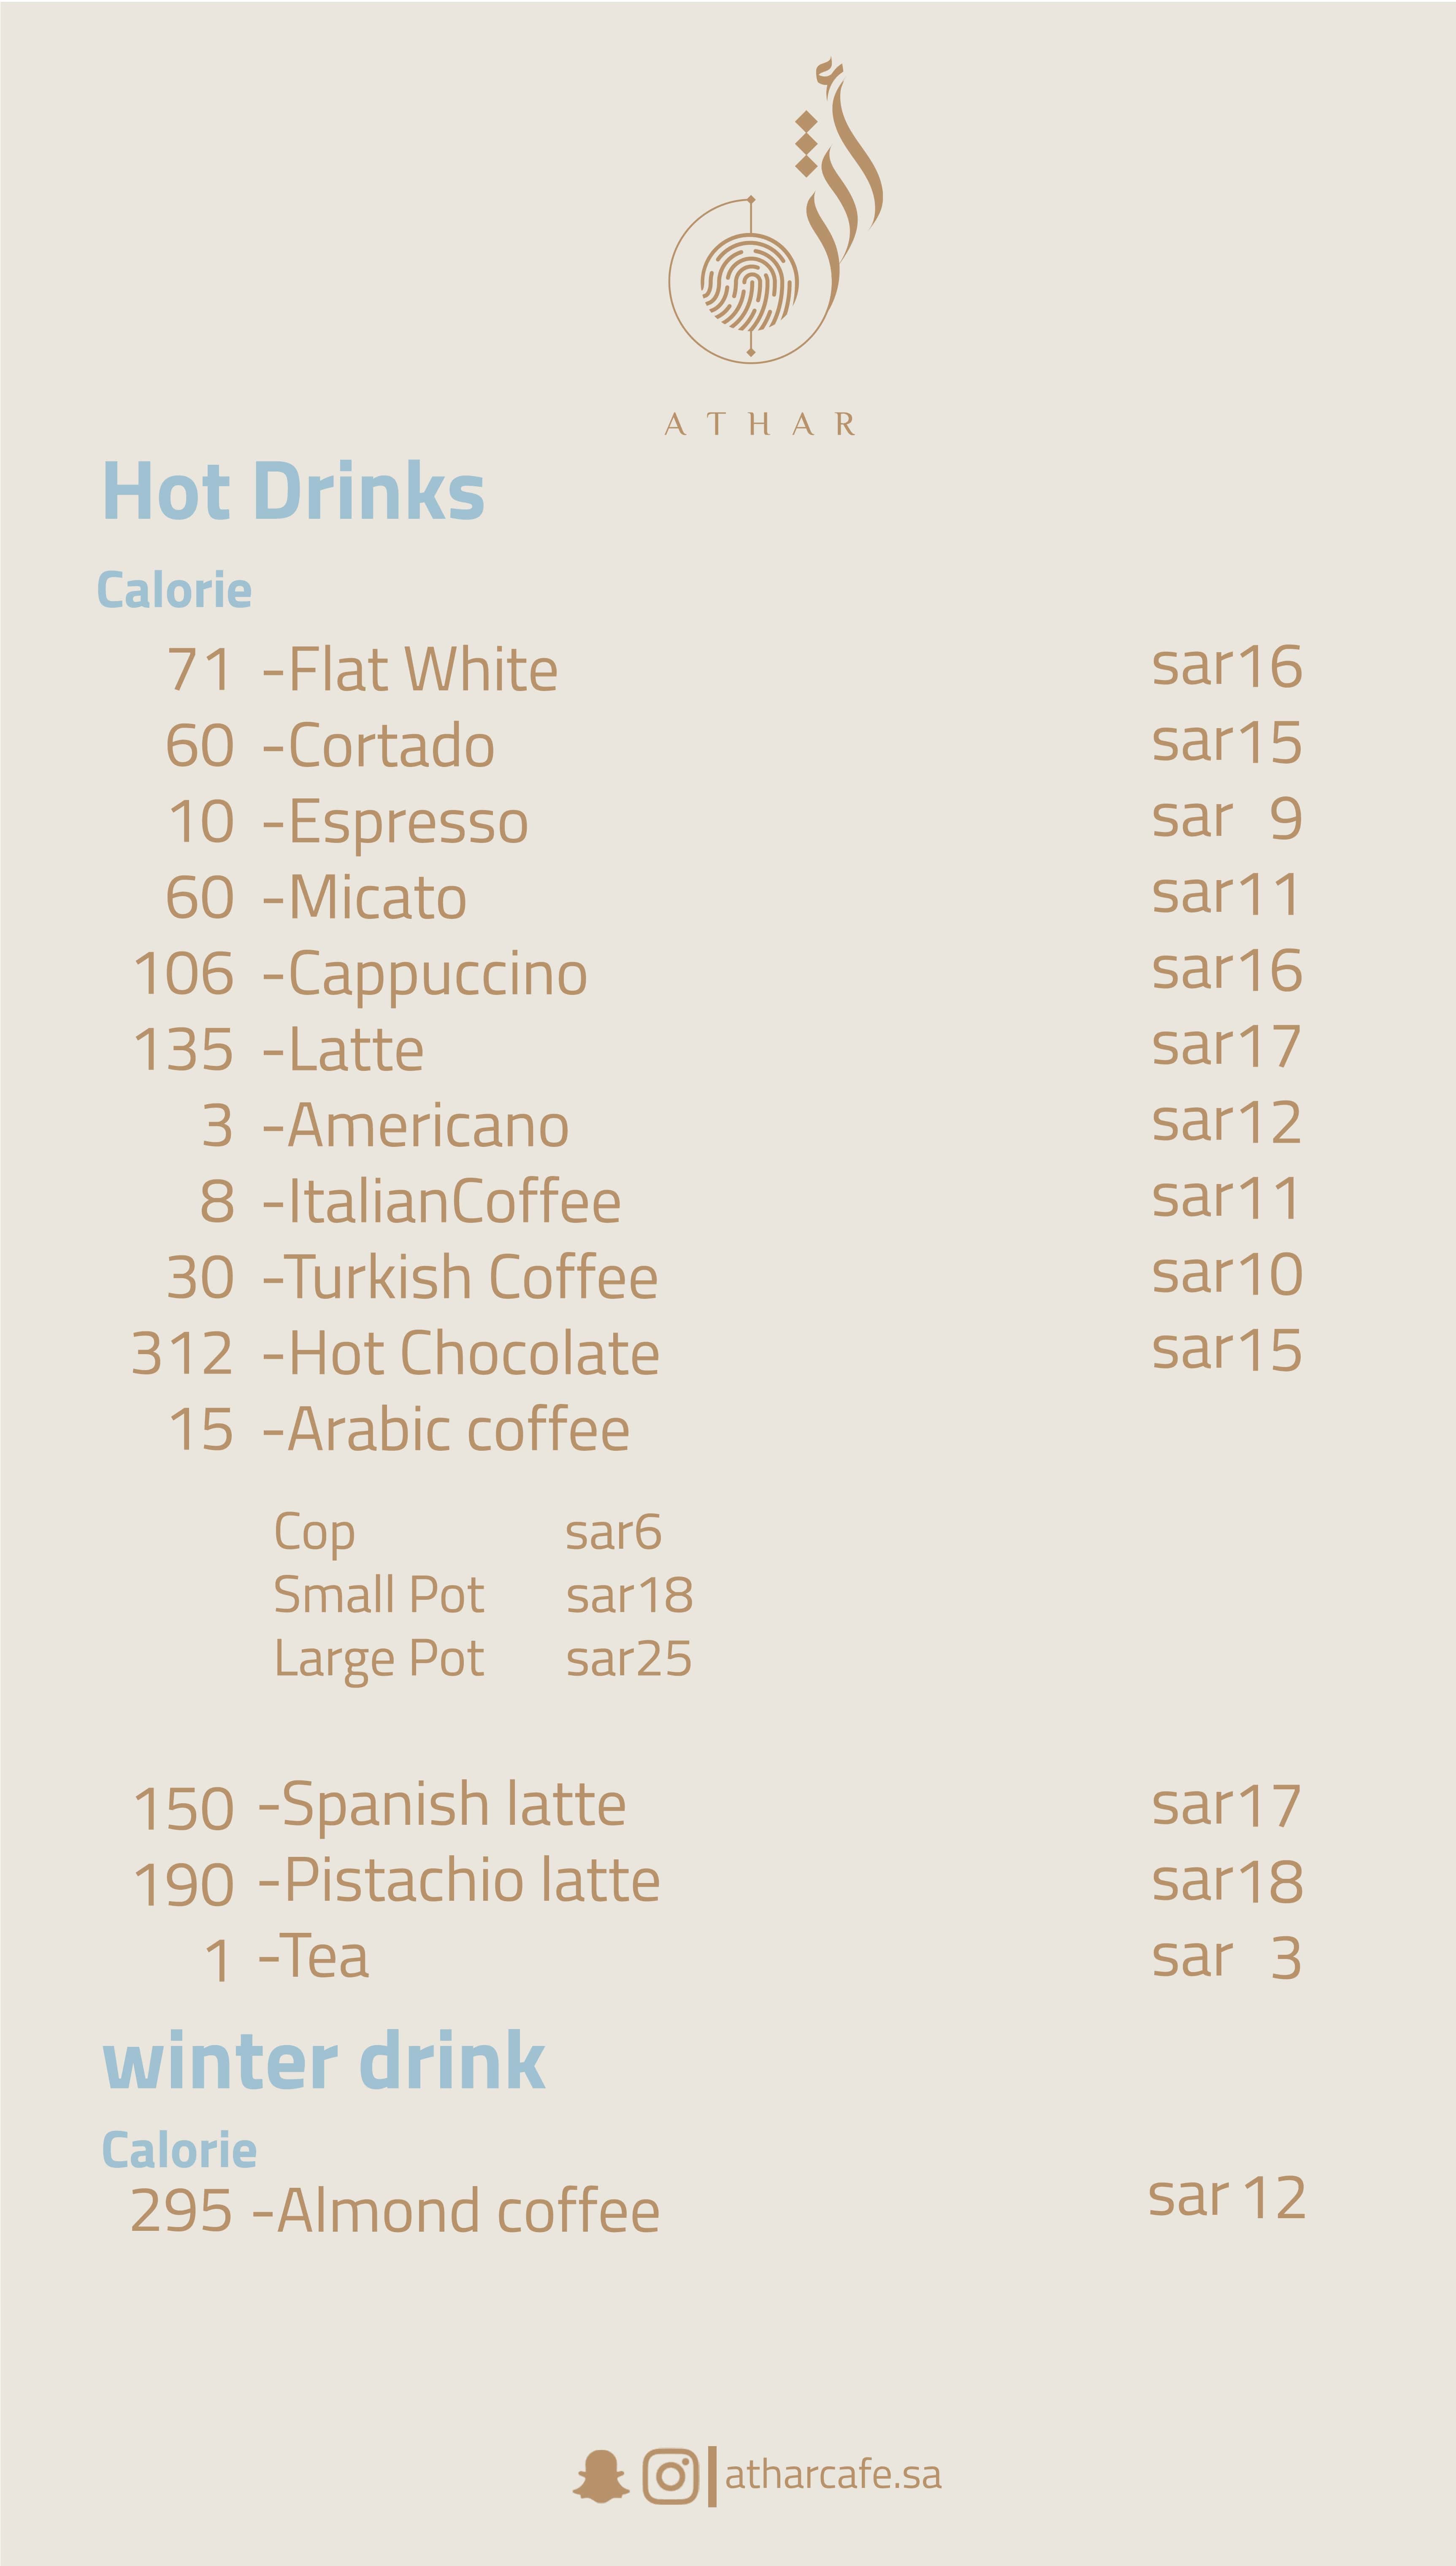 أثر
ATHAR
Hot Drinks
Calorie
71 -Flat White sar16
60 -Cortado sar15
10 -Espresso sar 9
60 -Micato sar11
106 -Cappuccino sar16
135 -Latte sar17
3 -Americano sar12
8 -ItalianCoffee sar11
30 -Turkish Coffee sar10
312 -Hot Chocolate sar15
15 -Arabic coffee
Cop sar6
Small Pot sar18
Large Pot sar25
150 -Spanish latte sar17
190 -Pistachio latte sar18
1 -Tea sar 3
winter drink
Calorie
295 -Almond coffee sar 12
atharcafe.sa